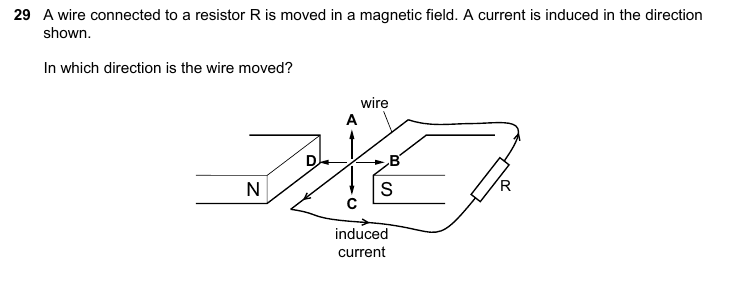 29 A wire connected to a resistor R is moved in a magnetic field. A current is induced in the direction
shown.
In which direction is the wire moved?
wire
A
D
B
N
S
R
C
induced
current